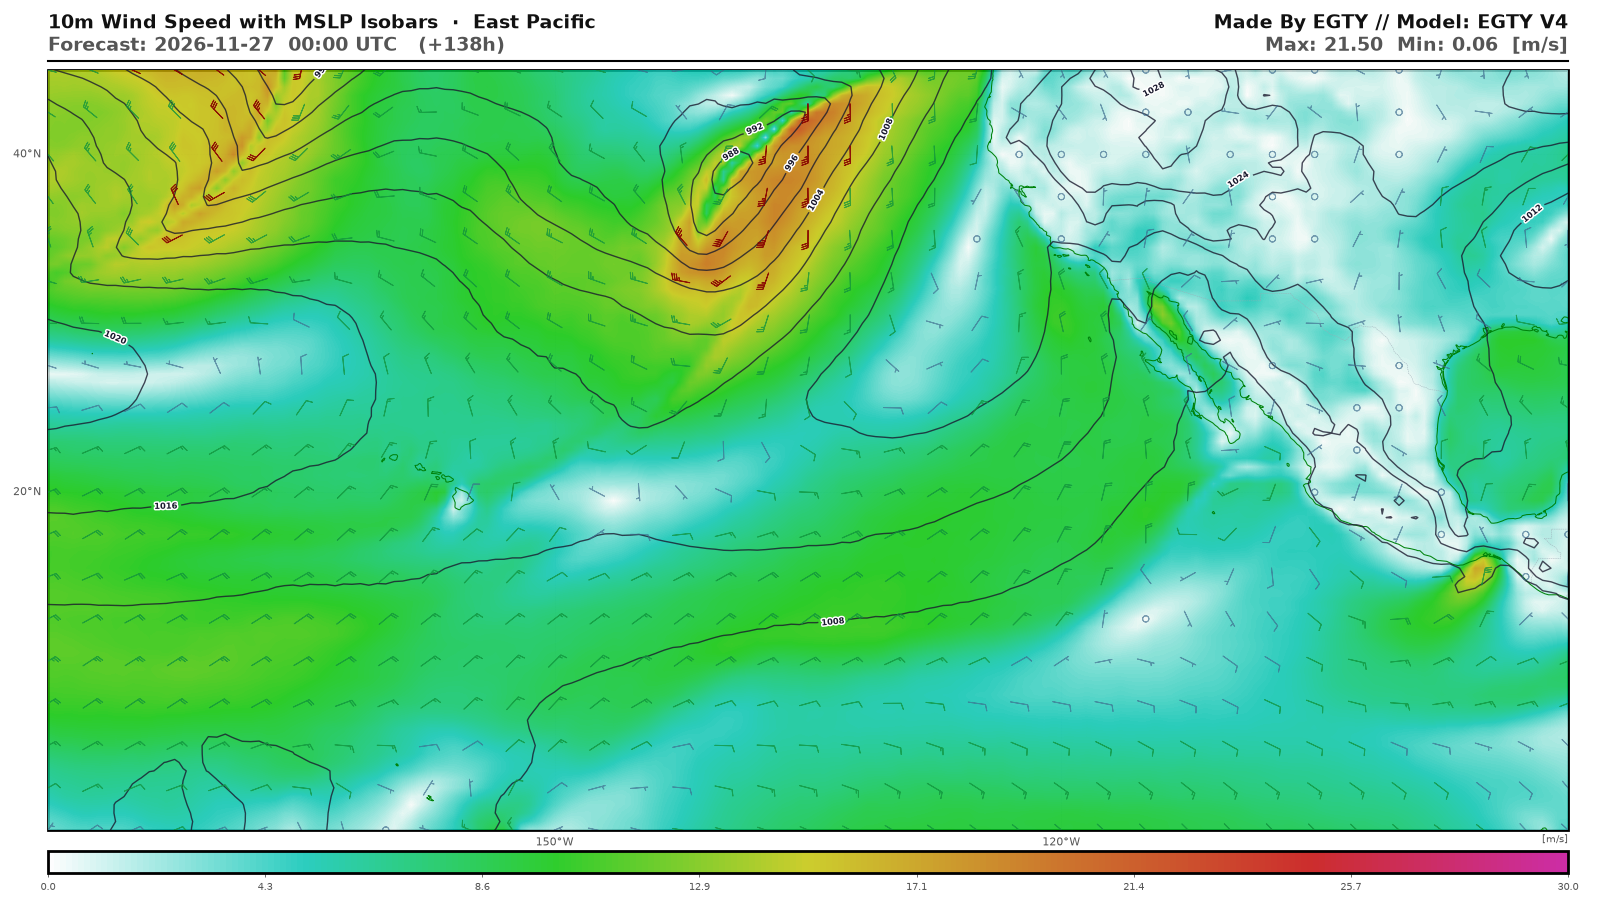 10m Wind Speed with MSLP Isobars · East Pacific
Made By EGTY // Model: EGTY V4
Forecast: 2026-11-27 00:00 UTC (+138h)
Max: 21.50 Min: 0.06 [m/s]
1028
992
1008
40°N
988
996
1024
1004
1012
1020
20°N
1016
1008
150°W
120°W
[m/s]
0.0
4.3
8.6
12.9
17.1
21.4
25.7
30.0